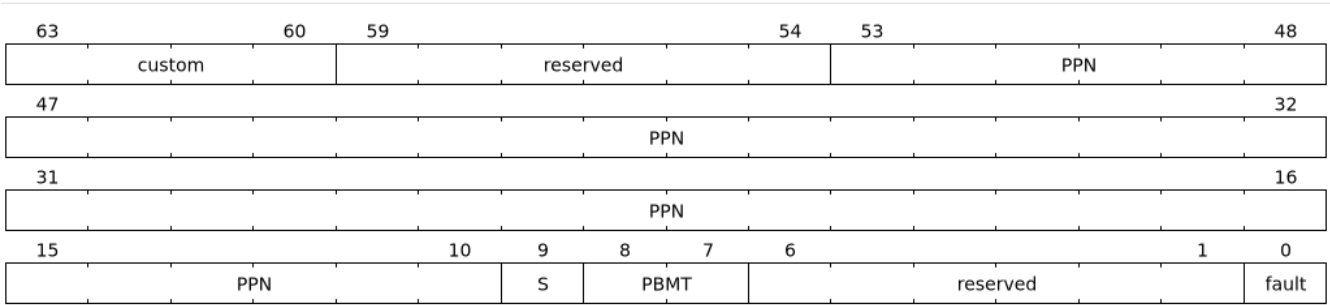 63 60 59 54 53 48
custom reserved PPN
47 32
PPN
31 16
PPN
15 10 9 8 7 6 1 0
PPN S PBMT reserved fault